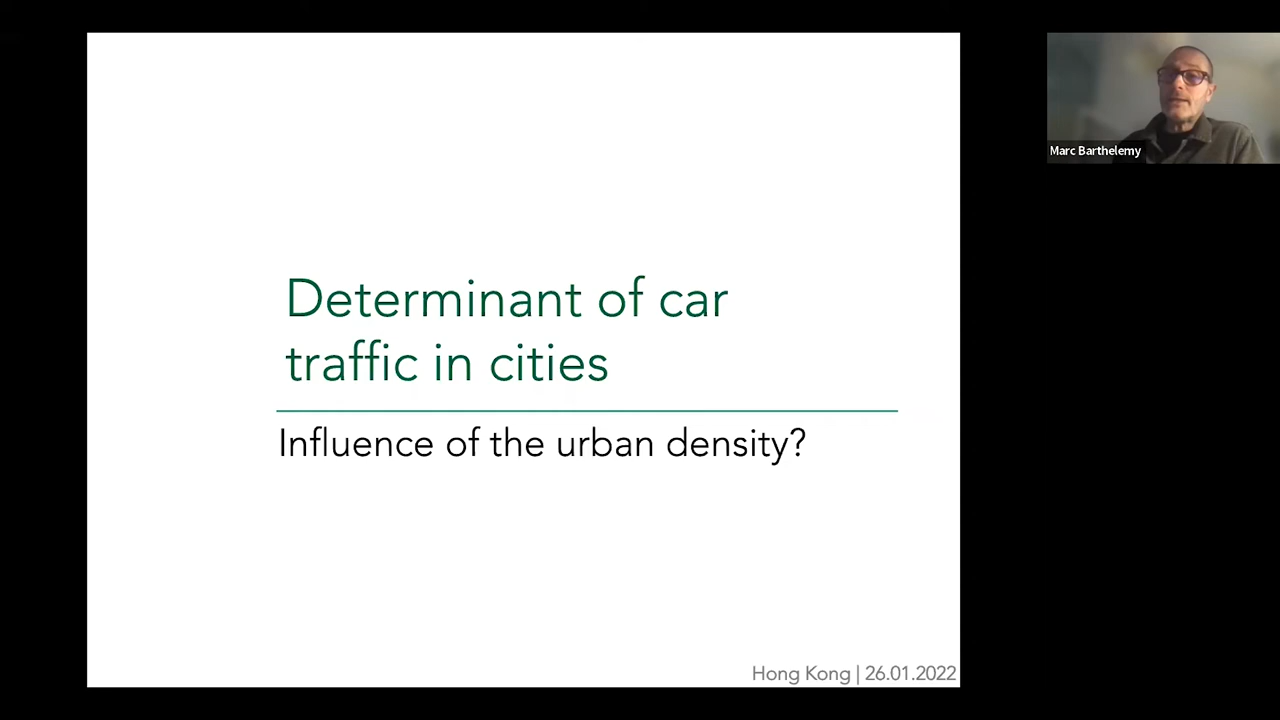 Determinant of car
traffic in cities
Influence of the urban density?
Hong Kong | 26.01.2022
Marc Barthelemy